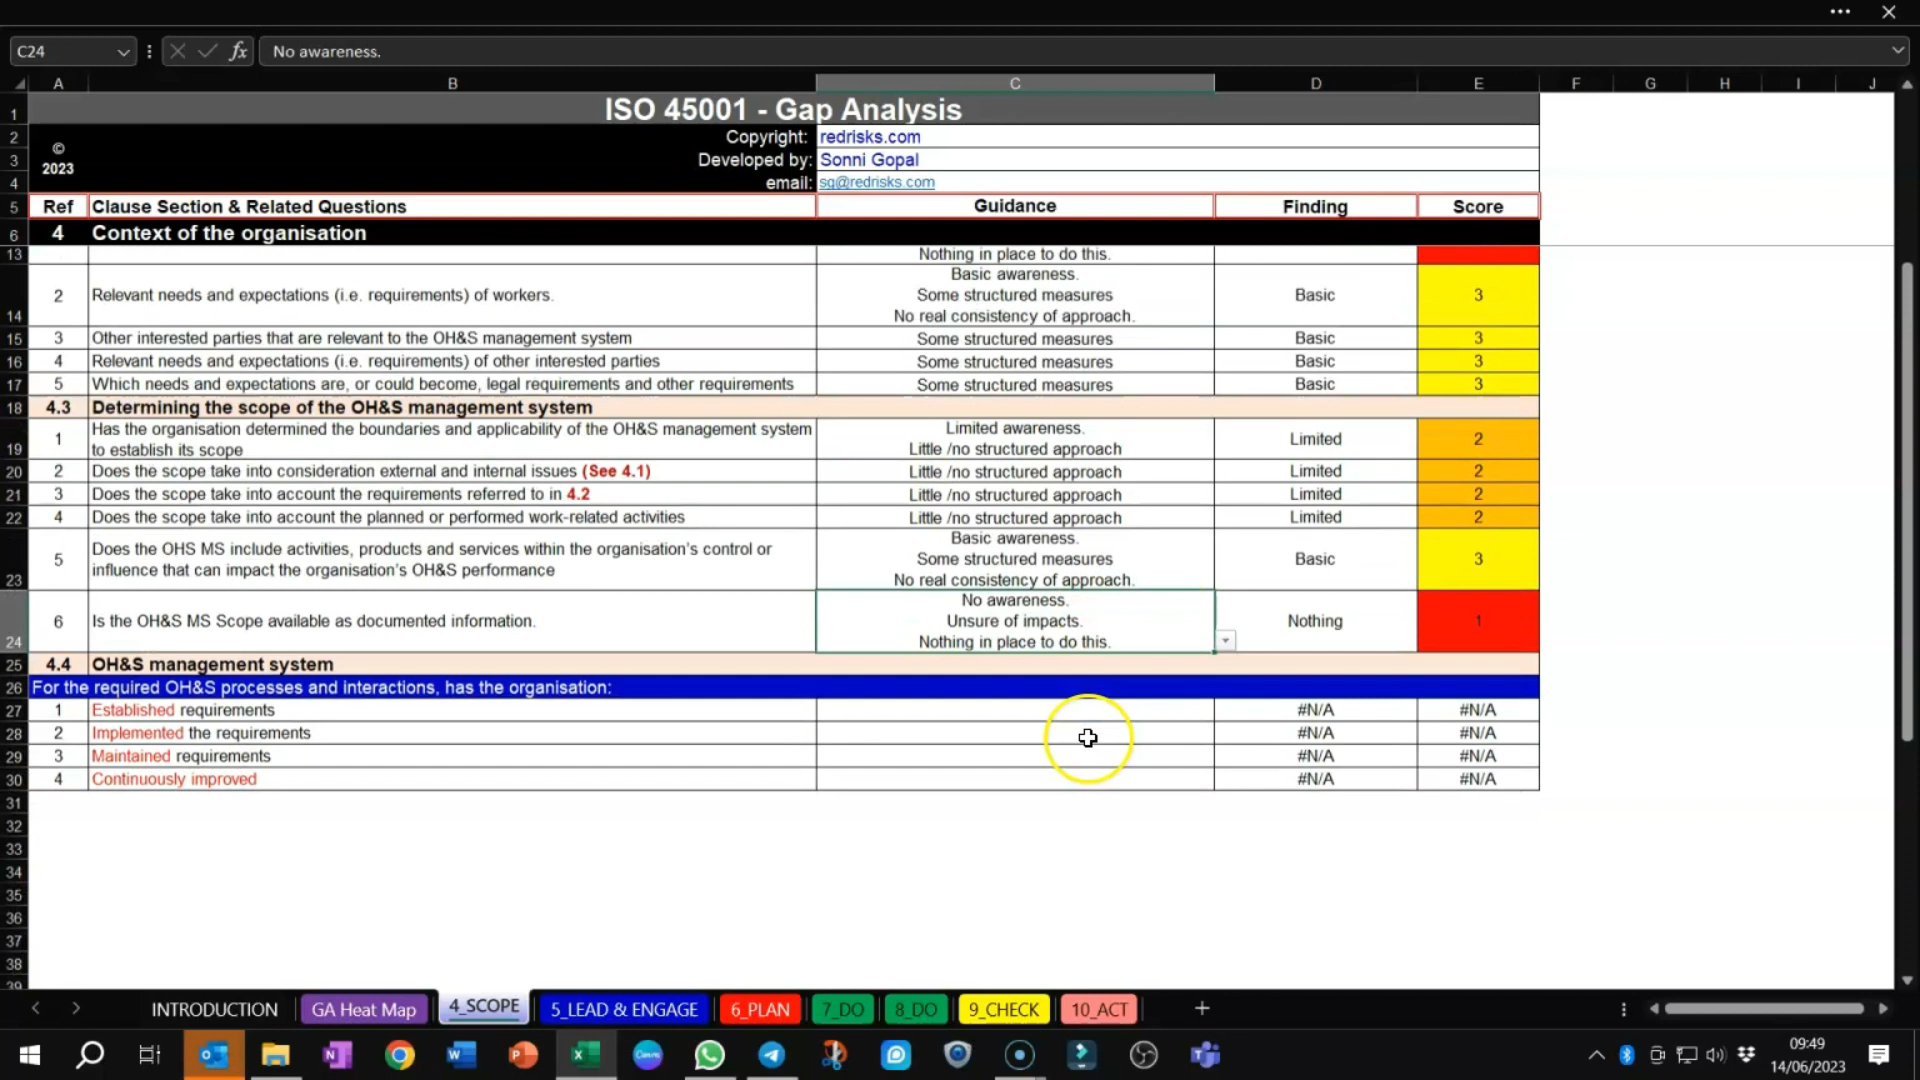 C24
fx
No awareness.
A B C D E F G H I J
1 ISO 45001 - Gap Analysis
2 Copyright: redrisks.com
©
2023
3 Developed by: Sonni Gopal
4 email: sg@redrisks.com
5 Ref Clause Section & Related Questions Guidance Finding Score
6 4 Context of the organisation
13 Nothing in place to do this.
Basic awareness.
14 2 Relevant needs and expectations (i.e. requirements) of workers. Some structured measures Basic 3
No real consistency of approach.
15 3 Other interested parties that are relevant to the OH&S management system Some structured measures Basic 3
16 4 Relevant needs and expectations (i.e. requirements) of other interested parties Some structured measures Basic 3
17 5 Which needs and expectations are, or could become, legal requirements and other requirements Some structured measures Basic 3
18 4.3 Determining the scope of the OH&S management system
19 1 Has the organisation determined the boundaries and applicability of the OH&S management system Limited awareness. Limited 2
to establish its scope Little /no structured approach
20 2 Does the scope take into consideration external and internal issues (See 4.1) Little /no structured approach Limited 2
21 3 Does the scope take into account the requirements referred to in 4.2 Little /no structured approach Limited 2
22 4 Does the scope take into account the planned or performed work-related activities Little /no structured approach Limited 2
Basic awareness.
23 5 Does the OHS MS include activities, products and services within the organisation's control or Some structured measures Basic 3
influence that can impact the organisation's OH&S performance No real consistency of approach.
No awareness.
24 6 Is the OH&S MS Scope available as documented information. Unsure of impacts. Nothing 1
Nothing in place to do this.
25 4.4 OH&S management system
26 For the required OH&S processes and interactions, has the organisation:
27 1 Established requirements #N/A #N/A
28 2 Implemented the requirements #N/A #N/A
29 3 Maintained requirements #N/A #N/A
30 4 Continuously improved #N/A #N/A
31
32
33
34
35
36
37
38
39
INTRODUCTION GA Heat Map 4_SCOPE 5_LEAD & ENGAGE 6_PLAN 7_DO 8_DO 9_CHECK 10_ACT
09:49
14/06/2023